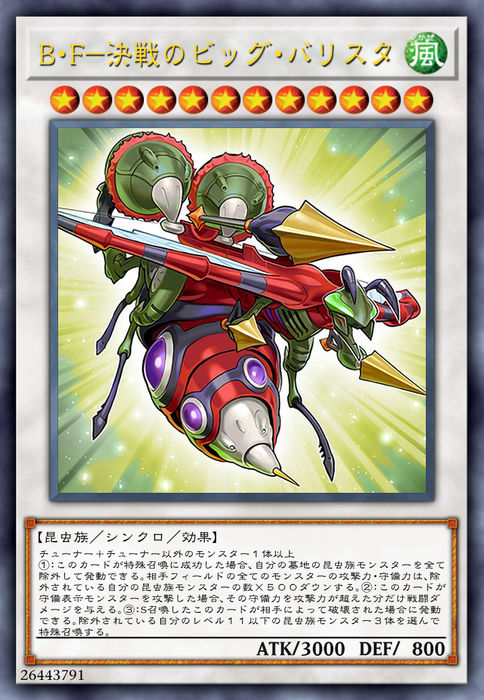 B・F－決戦のビッグ・バリスタ
かぜ
風
【昆虫族／シンクロ／効果】
チューナー＋チューナー以外のモンスター１体以上
①：このカードが特殊召喚に成功した場合、自分の墓地の昆虫族モンスターを全て
除外して発動できる。相手フィールドの全てのモンスターの攻撃力・守備力は、除
外されている自分の昆虫族モンスターの数×５００ダウンする。②：このカードが
守備表示モンスターを攻撃した場合、その守備力を攻撃力が超えた分だけ戦闘ダ
メージを与える。③：S召喚したこのカードが相手によって破壊された場合に発動
できる。除外されている自分のレベル１１以下の昆虫族モンスター３体を選んで
特殊召喚する。
ATK/3000 DEF/ 800
26443791